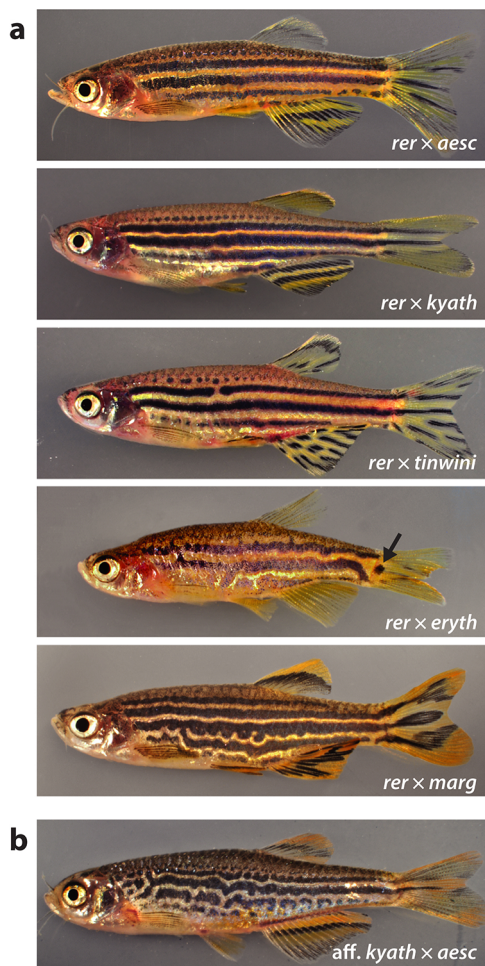 a
rer × aesc
rer × kyath
rer × tinwini
rer × eryth
rer × marg
b
aff. kyath × aesc